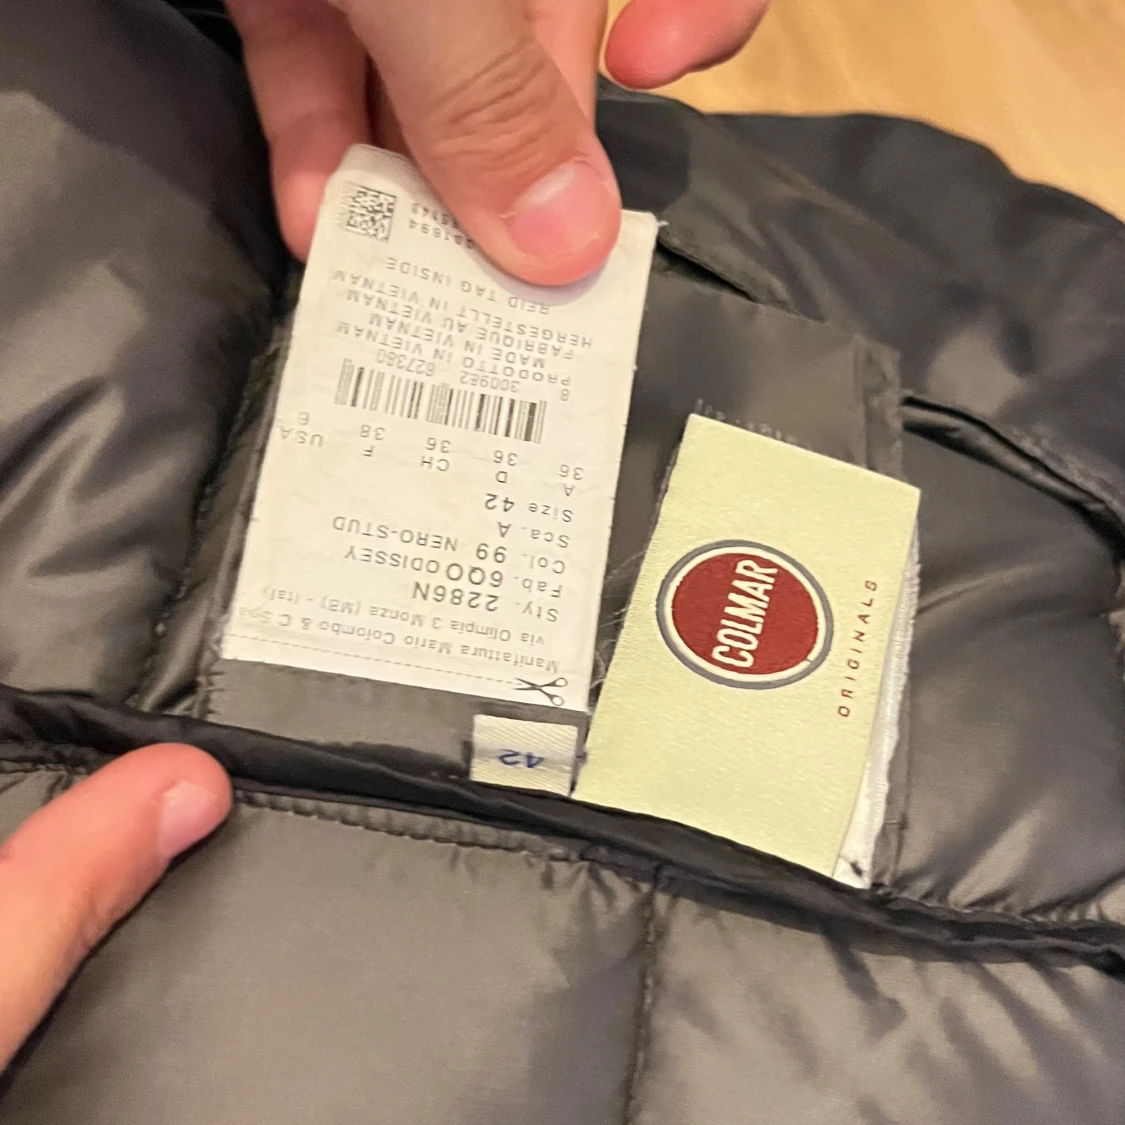 Manifattura Mario Colombo & C Spa
via Olimpia 3 Monza (MB) - Ital
Sty. 2286N
Fab. 6QO ODISSEY
Col. 99 NERO-STUD
Sca. A
Size 42
A D CH F USA
36 36 36 38 6
8 300982 627380
PRODOTTO IN VIETNAM
MADE IN VIETNAM
FABRIQUE AU VIETNAM
HERGESTELLT IN VIETNAM
RFID TAG INSIDE
42
COLMAR
ORIGINALS